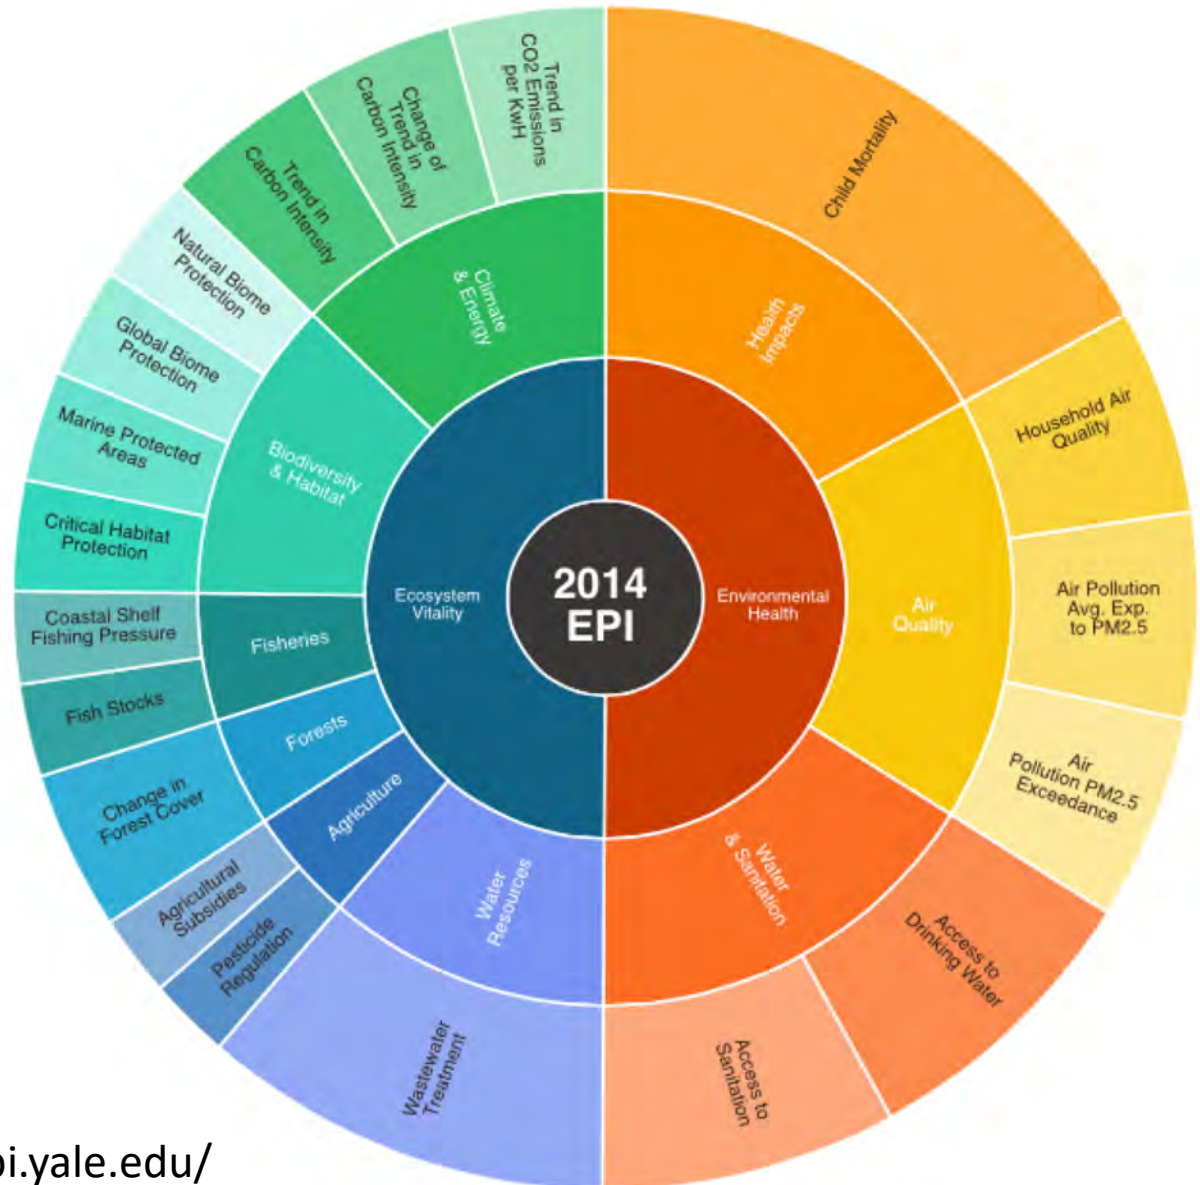 2014
EPI
Environmental
Health
Ecosystem
Vitality
Health
Impacts
Air
Quality
Water
& Sanitation
Water
Resources
Agriculture
Forests
Fisheries
Biodiversity
& Habitat
Climate
& Energy
Child Mortality
Household Air
Quality
Air Pollution
Avg. Exp.
to PM2.5
Air
Pollution PM2.5
Exceedance
Access to
Drinking Water
Access to
Sanitation
Wastewater
Treatment
Pesticide
Regulation
Agricultural
Subsidies
Change in
Forest Cover
Fish Stocks
Coastal Shelf
Fishing Pressure
Critical Habitat
Protection
Marine Protected
Areas
Global Biome
Protection
Natural Biome
Protection
Trend in
Carbon Intensity
Change of
Trend in
Carbon Intensity
Trend in
CO2 Emissions
per KwH
pi.yale.edu/